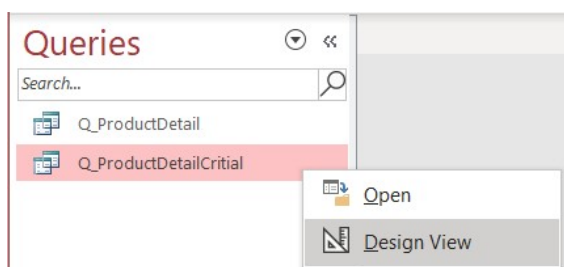 Queries
Search...
Q_ProductDetail
Q_ProductDetailCritial
Open
Design View